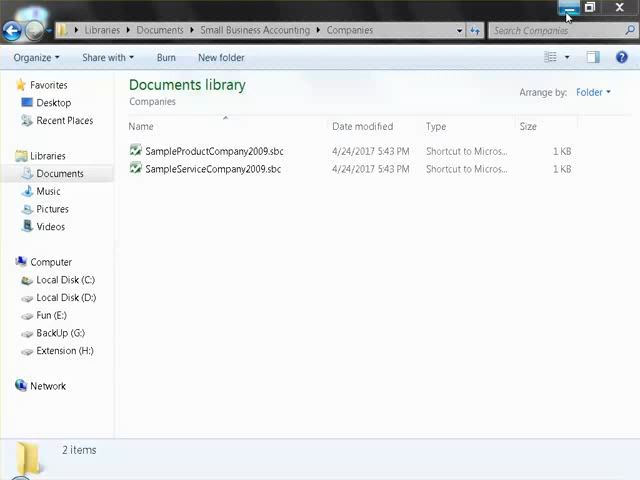 Libraries Documents Small Business Accounting Companies Search Companies
Organize Share with Burn New folder
Favorites
Desktop
Recent Places
Libraries
Documents
Music
Pictures
Videos
Computer
Local Disk (C:)
Local Disk (D:)
Fun (E:)
BackUp (G:)
Extension (H:)
Network
Documents library
Companies
Arrange by: Folder
Name Date modified Type Size
SampleProductCompany2009.sbc 4/24/2017 5:43 PM Shortcut to Micros... 1 KB
SampleServiceCompany2009.sbc 4/24/2017 5:43 PM Shortcut to Micros... 1 KB
2 items